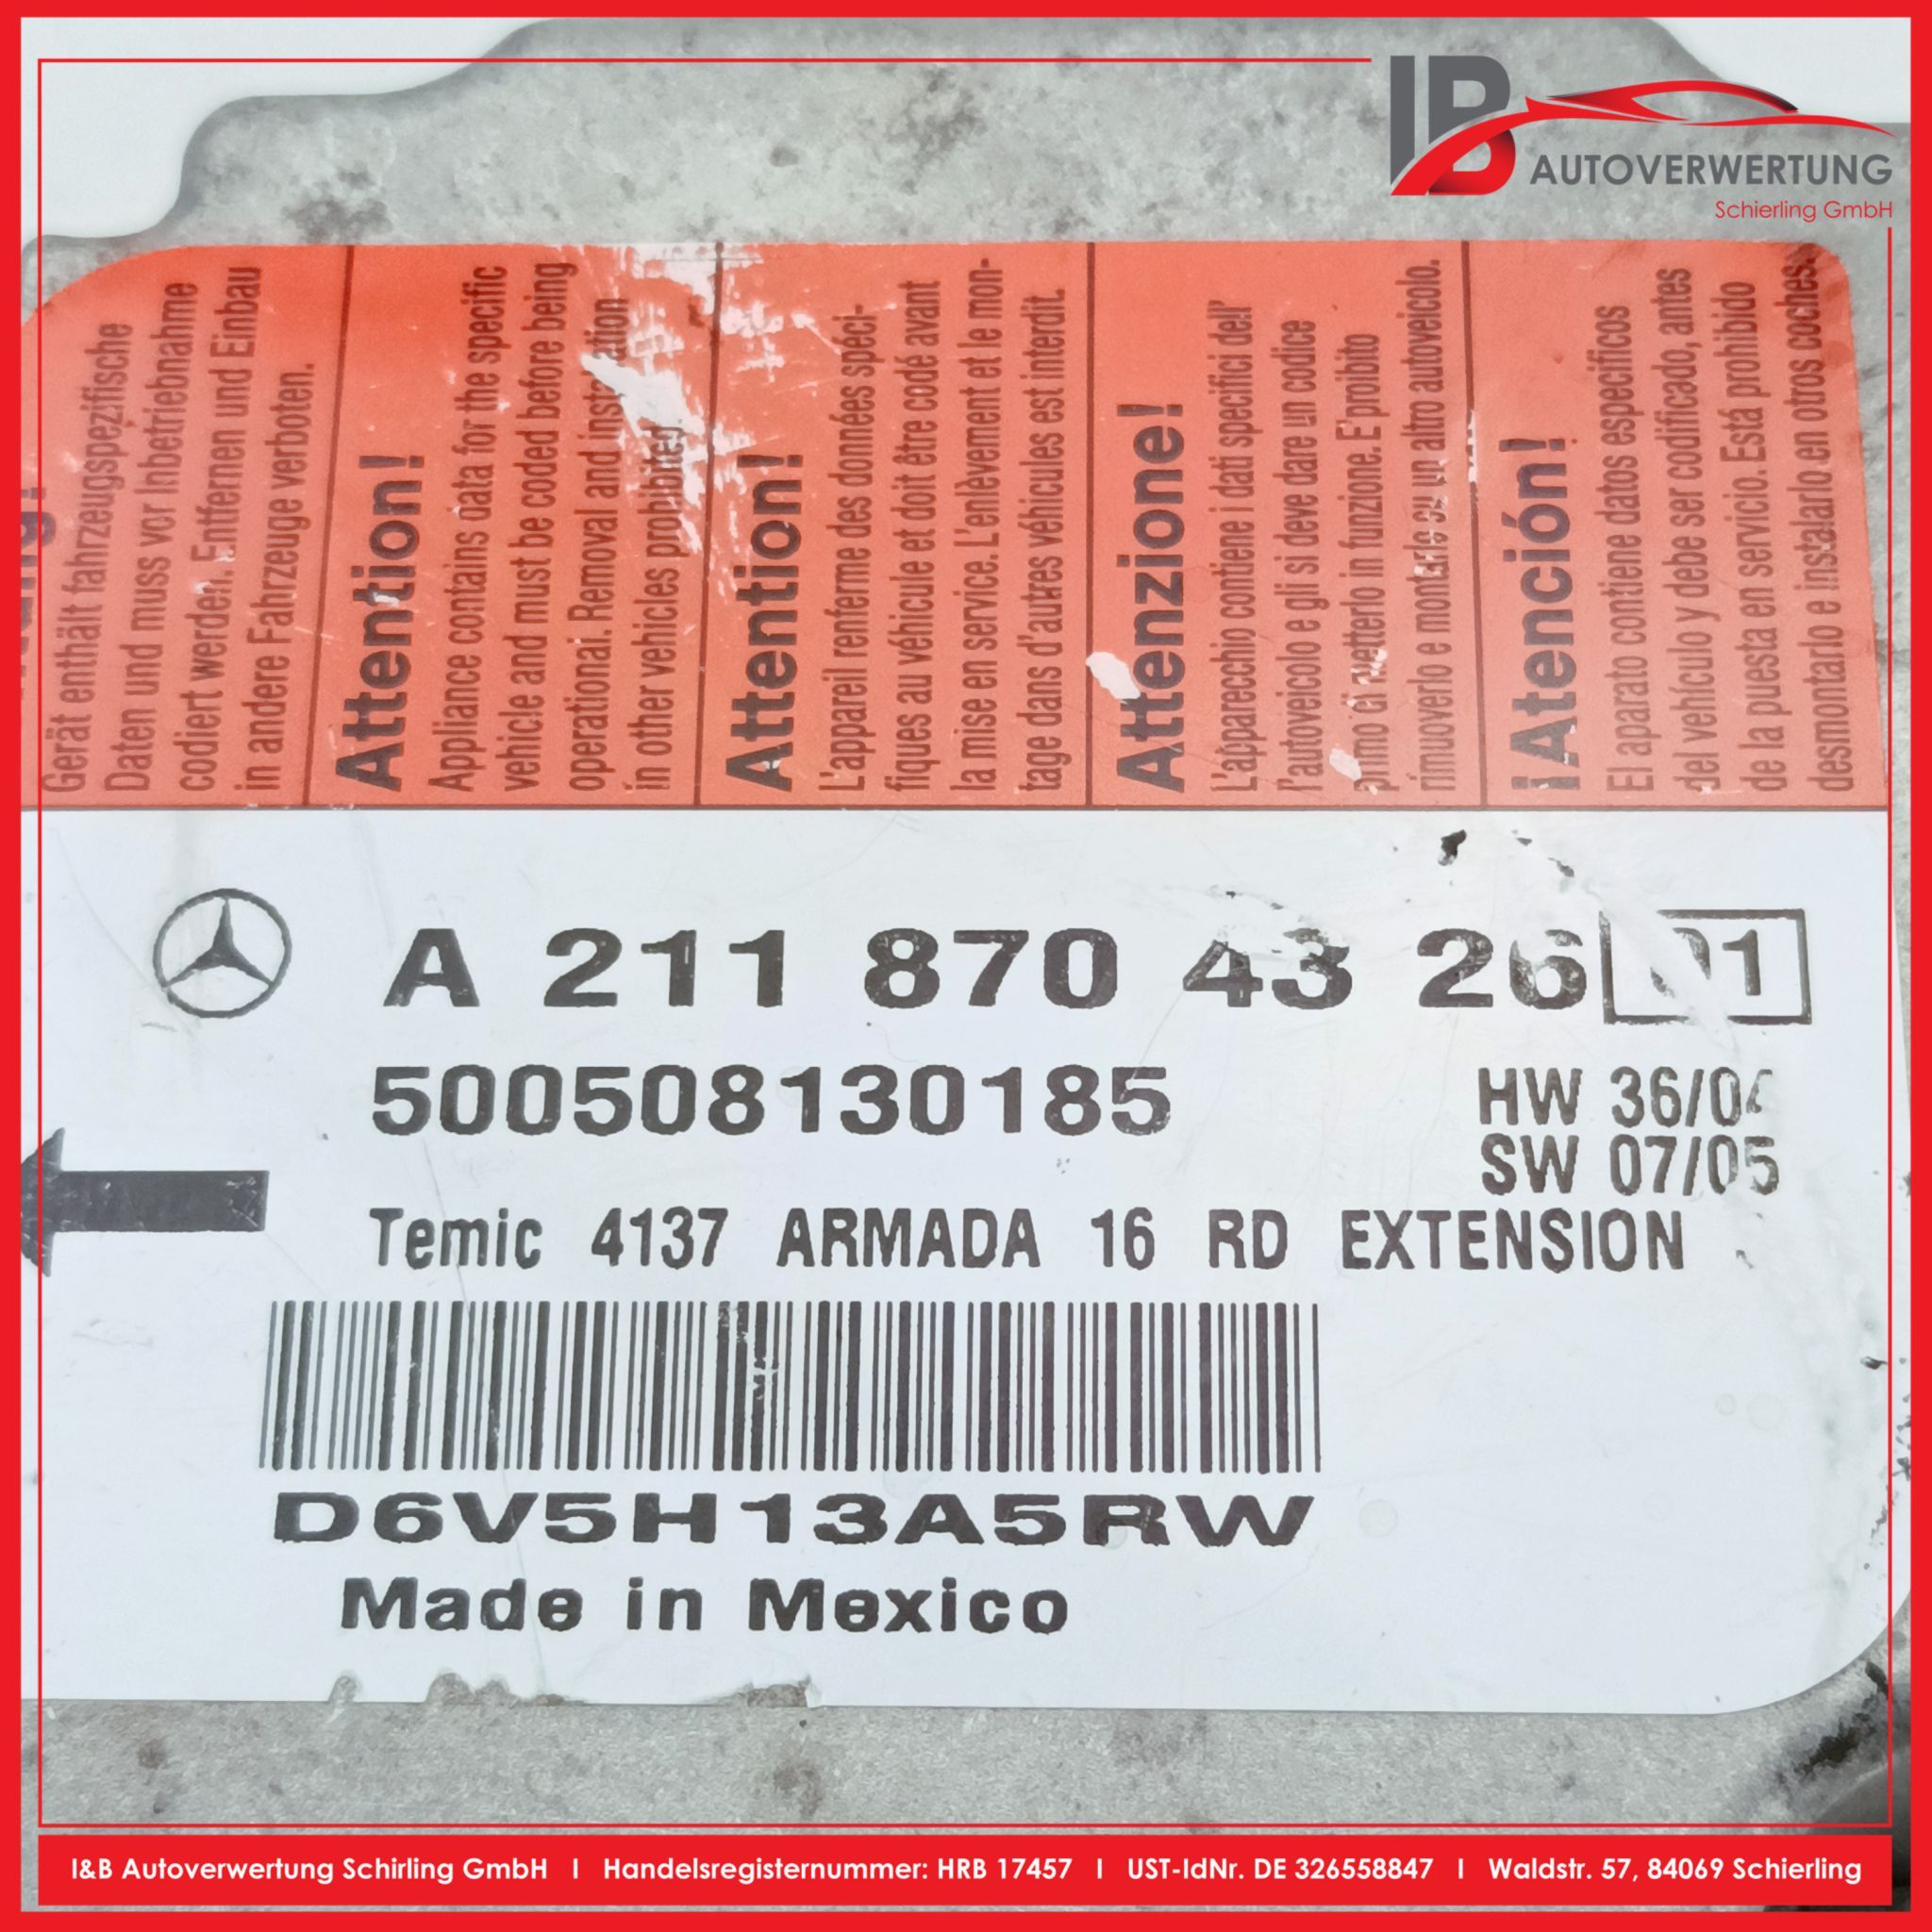 IB
AUTOVERWERTUNG
Schierling GmbH
Gerät enthält fahrzeugspezifische
Daten und muss vor Inbetriebnahme
codiert werden. Entfernen und Einbau
in andere Fahrzeuge verboten.
Attention!
Appliance contains data for the specific
vehicle and must be coded before being
operational. Removal and installation
in other vehicles prohibited
Attention!
L'appareil renferme des données spéci-
fiques au véhicule et doit être codé avant
la mise en service. L'enlèvement et le mon-
tage dans d'autres véhicules est interdit.
Attenzione!
L'apparecchio contiene i dati specifici dell'
l'autoveicolo e gli si deve dare un codice
primo di metterlo in funzione. E'proibito
rimuoverlo e montarlo su un altro autoveicolo.
¡Atención!
El aparato contiene datos especificos
del vehículo y debe ser codificado, antes
de la puesta en servicio. Está prohibido
desmontarlo e instalarlo en otros coches.
A 211 870 43 26 01
500508130185
HW 36/04
SW 07/05
Temic 4137 ARMADA 16 RD EXTENSION
D6V5H13A5RW
Made in Mexico
I&B Autoverwertung Schirling GmbH I Handelsregisternummer: HRB 17457 I UST-IdNr. DE 326558847 I Waldstr. 57, 84069 Schierling